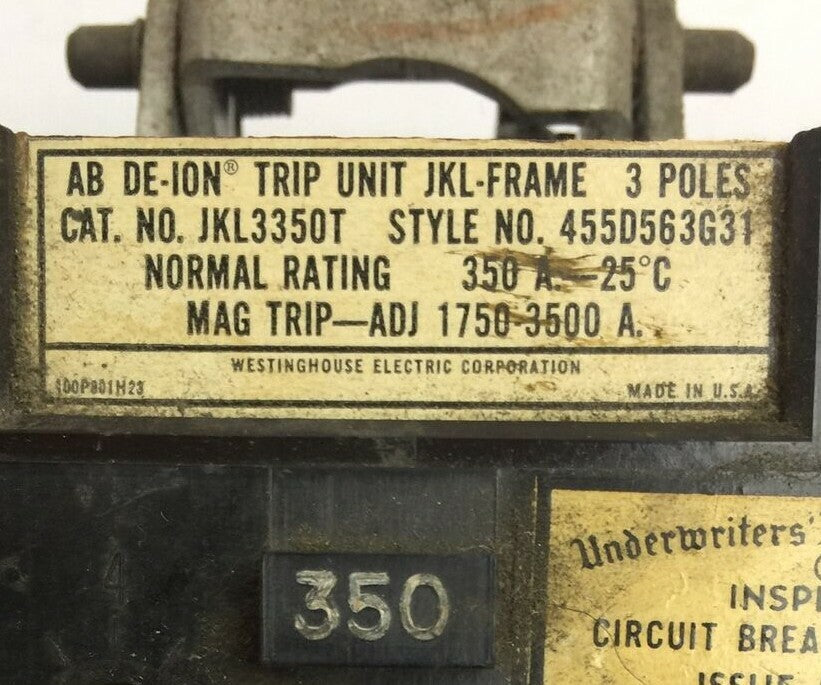 AB DE-ION® TRIP UNIT JKL-FRAME 3 POLES
CAT. NO. JKL3350T STYLE NO. 455D563G31
NORMAL RATING 350 A.—25°C
MAG TRIP—ADJ 1750-3500 A.
WESTINGHOUSE ELECTRIC CORPORATION
MADE IN U.S.A.
350
Underwriters'
INSP
CIRCUIT BREA
ISSUE